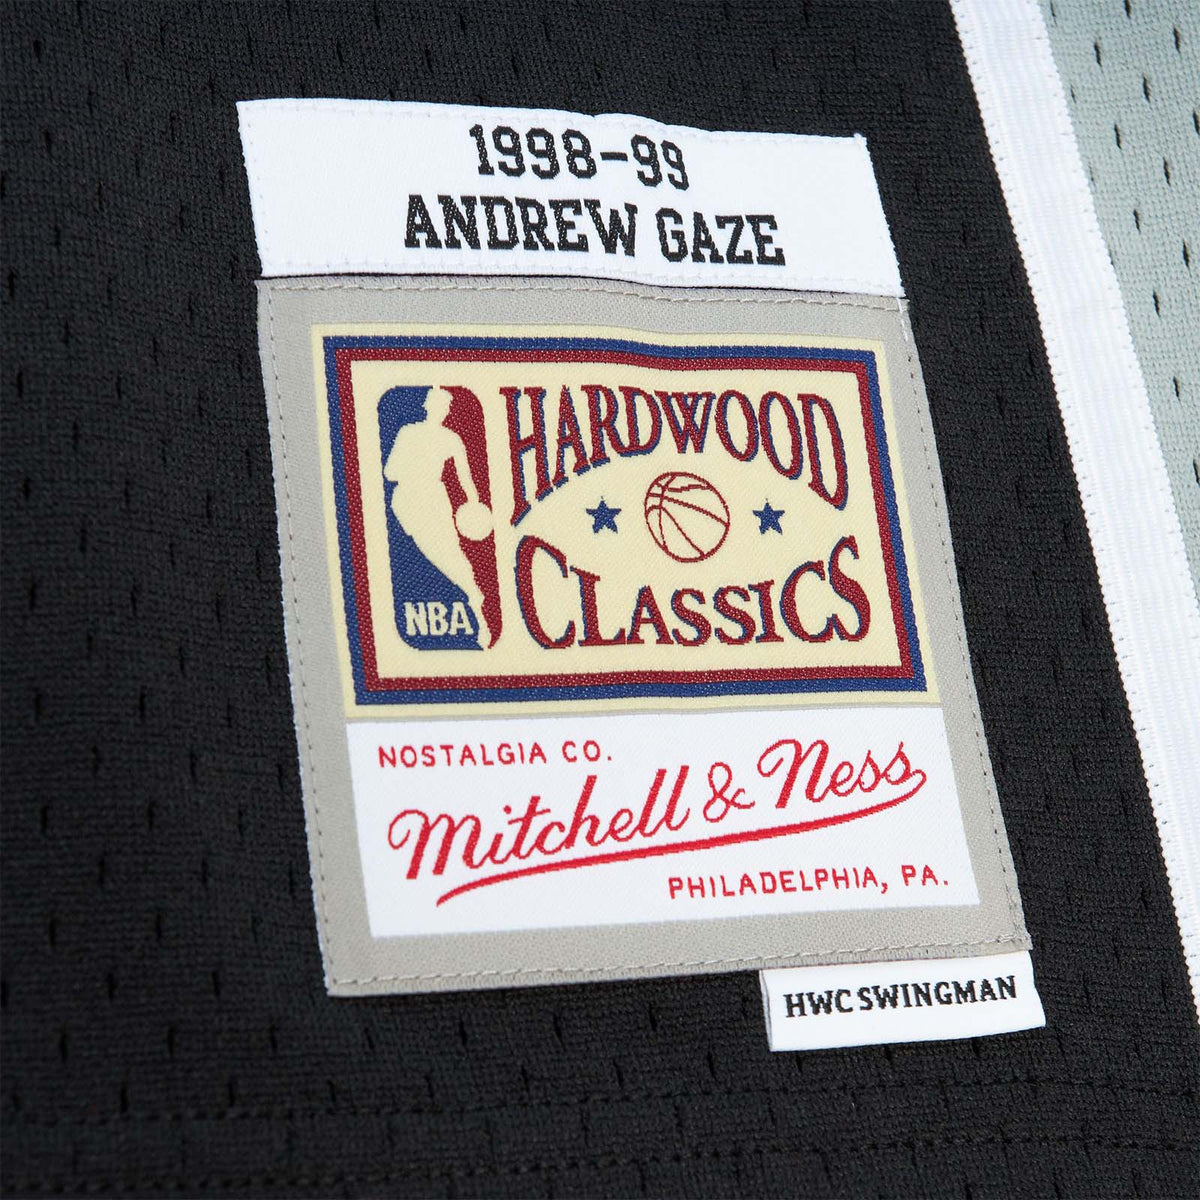 1998-99
ANDREW GAZE
HARDWOOD
CLASSICS
NBA
NOSTALGIA CO.
Mitchell & Ness
PHILADELPHIA, PA.
HWC SWINGMAN